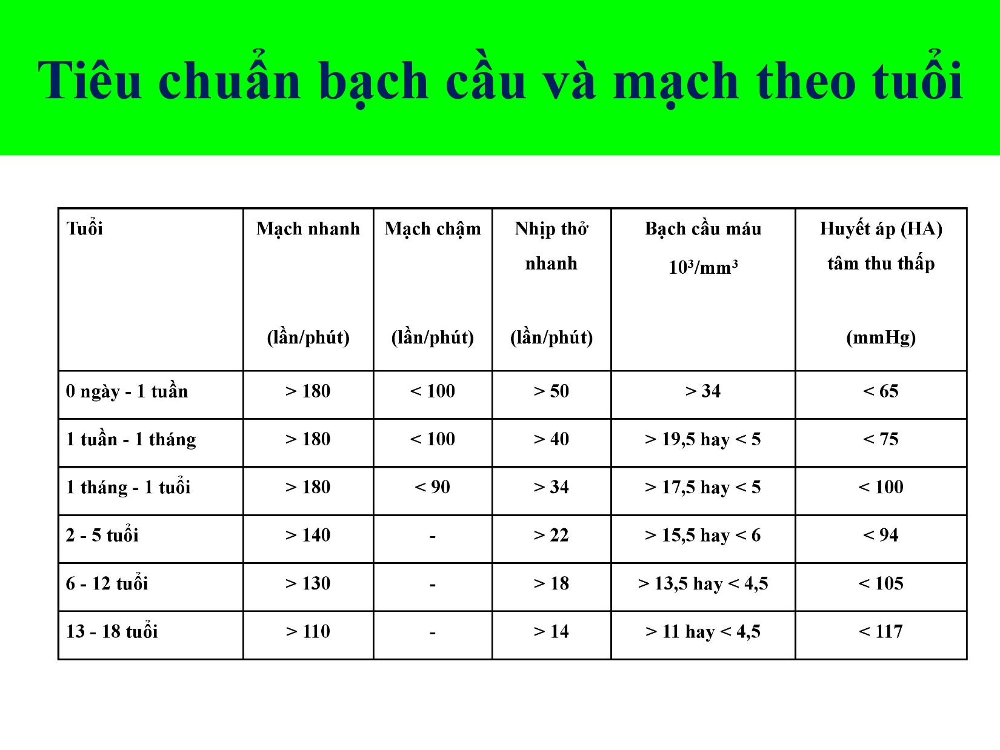 Tiêu chuẩn bạch cầu và mạch theo tuổi
Tuổi Mạch nhanh Mạch chậm Nhịp thở Bạch cầu máu Huyết áp (HA)
nhanh 10³/mm³ tâm thu thấp
(lần/phút) (lần/phút) (lần/phút) (mmHg)
0 ngày - 1 tuần > 180 < 100 > 50 > 34 < 65
1 tuần - 1 tháng > 180 < 100 > 40 > 19,5 hay < 5 < 75
1 tháng - 1 tuổi > 180 < 90 > 34 > 17,5 hay < 5 < 100
2 - 5 tuổi > 140 - > 22 > 15,5 hay < 6 < 94
6 - 12 tuổi > 130 - > 18 > 13,5 hay < 4,5 < 105
13 - 18 tuổi > 110 - > 14 > 11 hay < 4,5 < 117